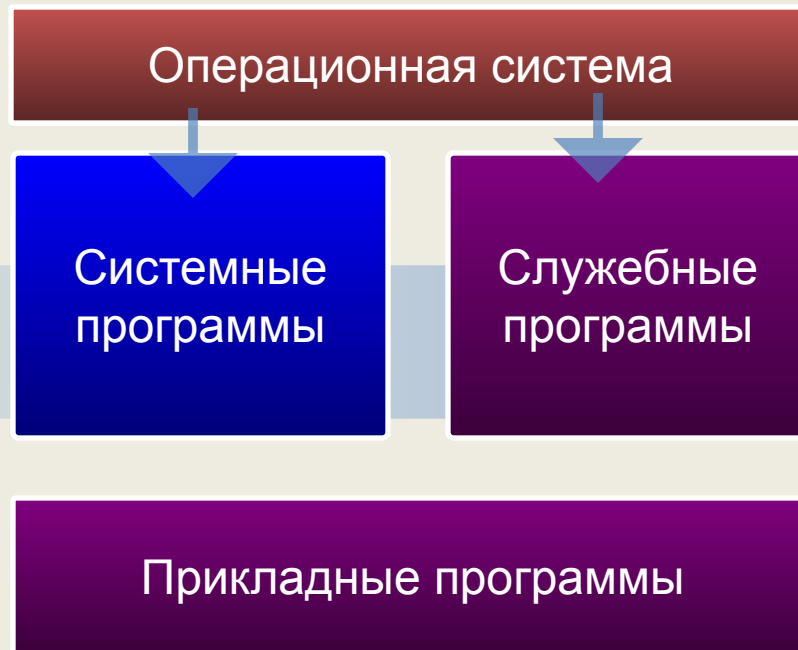 Операционная система
Системные
программы
Служебные
программы
Прикладные программы